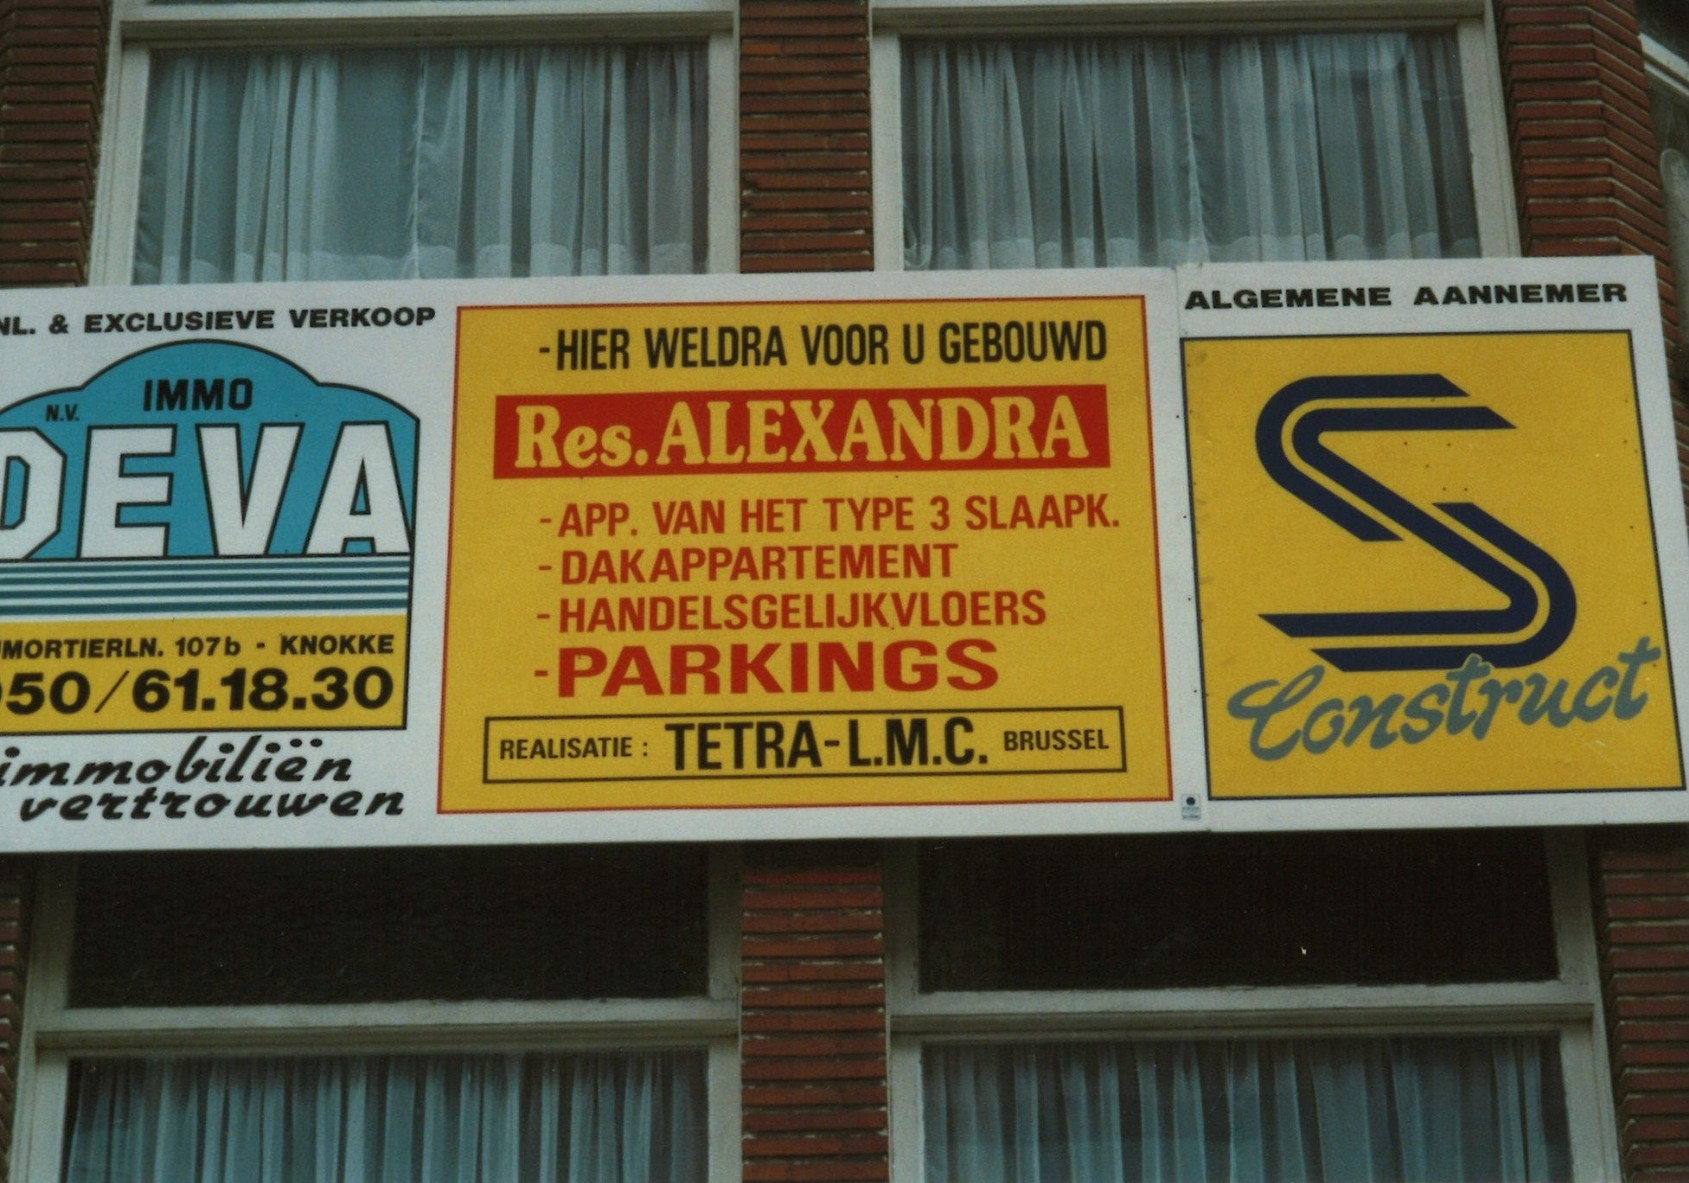 NL. & EXCLUSIEVE VERKOOP
N.V. IMMO
DEVA
MORTIERLN. 107b - KNOKKE
050/61.18.30
immobiliën
vertrouwen
-HIER WELDRA VOOR U GEBOUWD
Res. ALEXANDRA
-APP. VAN HET TYPE 3 SLAAPK.
-DAKAPPARTEMENT
-HANDELSGELIJKVLOERS
-PARKINGS
REALISATIE: TETRA-L.M.C. BRUSSEL
ALGEMENE AANNEMER
S
Construct